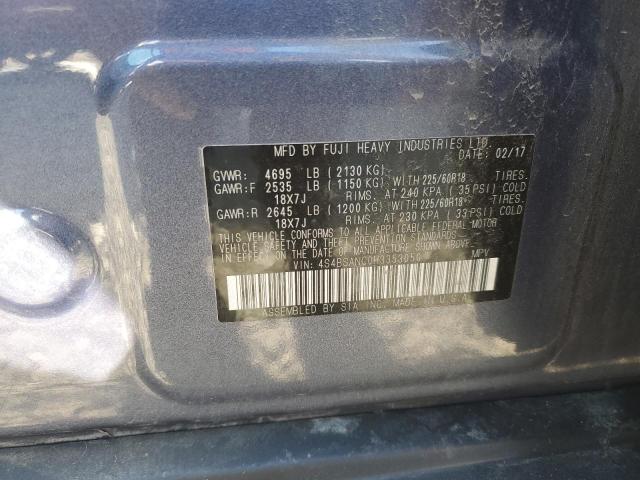 MFD BY FUJI HEAVY INDUSTRIES LTD.
DATE: 02/17
GVWR: 4695 LB (2130 KG)
GAWR:F 2535 LB (1150 KG) WITH 225/60R18 TIRES.
18X7J RIMS. AT 240 KPA (35 PSI) COLD
GAWR:R 2645 LB (1200 KG) WITH 225/60R18 TIRES.
18X7J RIMS. AT 230 KPA (33 PSI) COLD
THIS VEHICLE CONFORMS TO ALL APPLICABLE FEDERAL MOTOR
VEHICLE SAFETY AND THEFT PREVENTION STANDARDS
IN EFFECT ON THE DATE OF MANUFACTURE SHOWN ABOVE.
VIN: MPV
ASSEMBLED BY SIA, INC. MADE IN U.S.A.